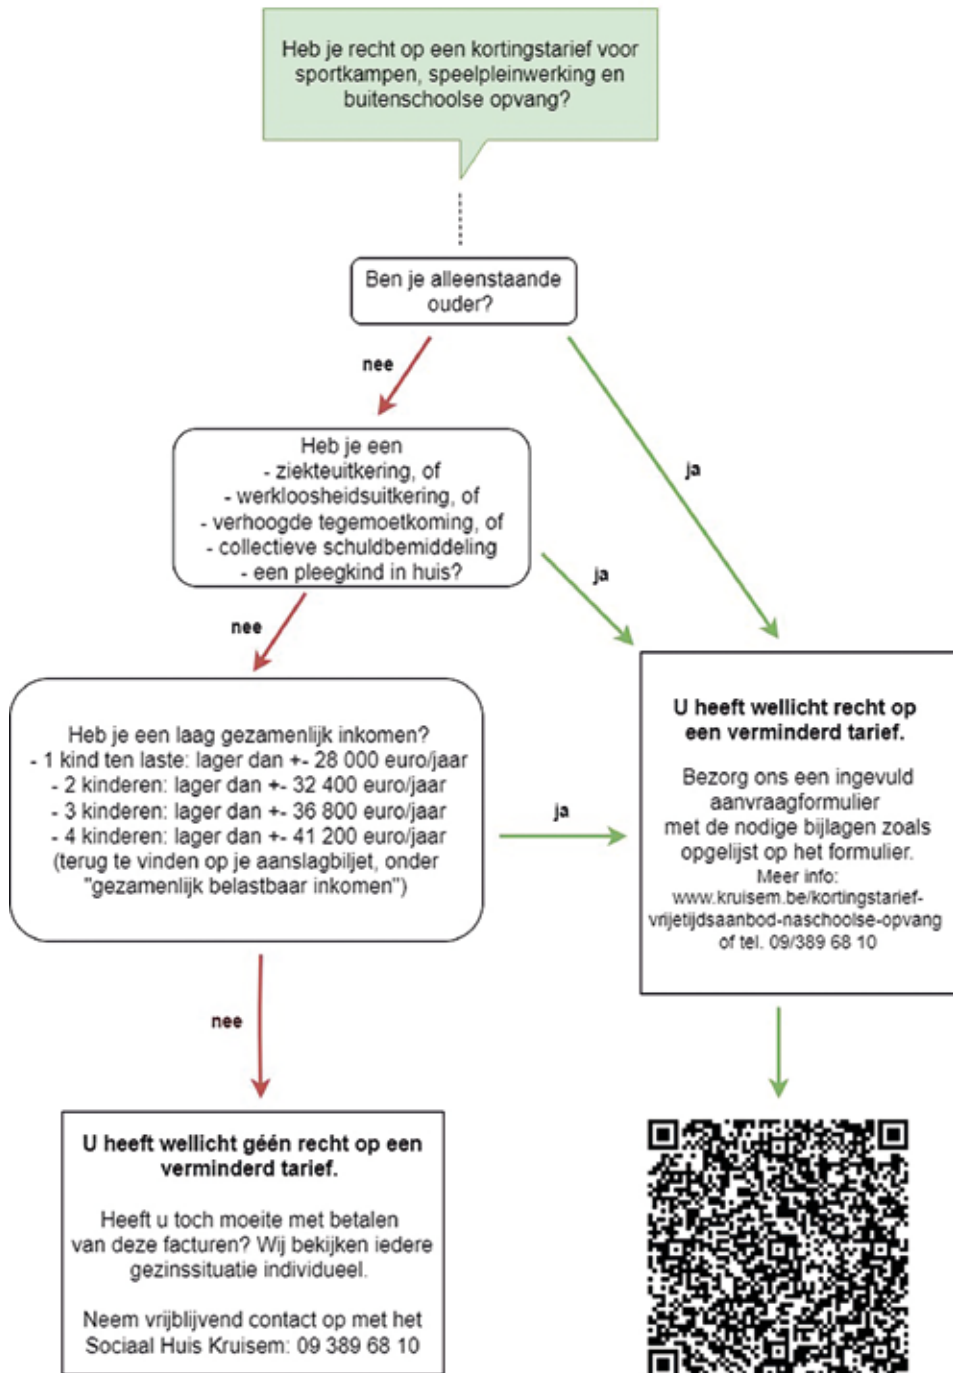 Heb je recht op een kortingstarief voor
sportkampen, speelpleinwerking en
buitenschoolse opvang?
Ben je alleenstaande
ouder?
nee
ja
Heb je een
- ziekteuitkering, of
- werkloosheidsuitkering, of
- verhoogde tegemoetkoming, of
- collectieve schuldbemiddeling
- een pleegkind in huis?
ja
nee
Heb je een laag gezamenlijk inkomen?
- 1 kind ten laste: lager dan +- 28 000 euro/jaar
- 2 kinderen: lager dan +- 32 400 euro/jaar
- 3 kinderen: lager dan +- 36 800 euro/jaar
- 4 kinderen: lager dan +- 41 200 euro/jaar
(terug te vinden op je aanslagbiljet, onder
"gezamenlijk belastbaar inkomen")
ja
U heeft wellicht recht op
een verminderd tarief.
Bezorg ons een ingevuld
aanvraagformulier
met de nodige bijlagen zoals
opgelijst op het formulier.
Meer info:
www.kruisem.be/kortingstarief-
vrijetijdsaanbod-naschoolse-opvang
of tel. 09/389 68 10
nee
U heeft wellicht géén recht op een
verminderd tarief.
Heeft u toch moeite met betalen
van deze facturen? Wij bekijken iedere
gezinssituatie individueel.
Neem vrijblijvend contact op met het
Sociaal Huis Kruisem: 09 389 68 10